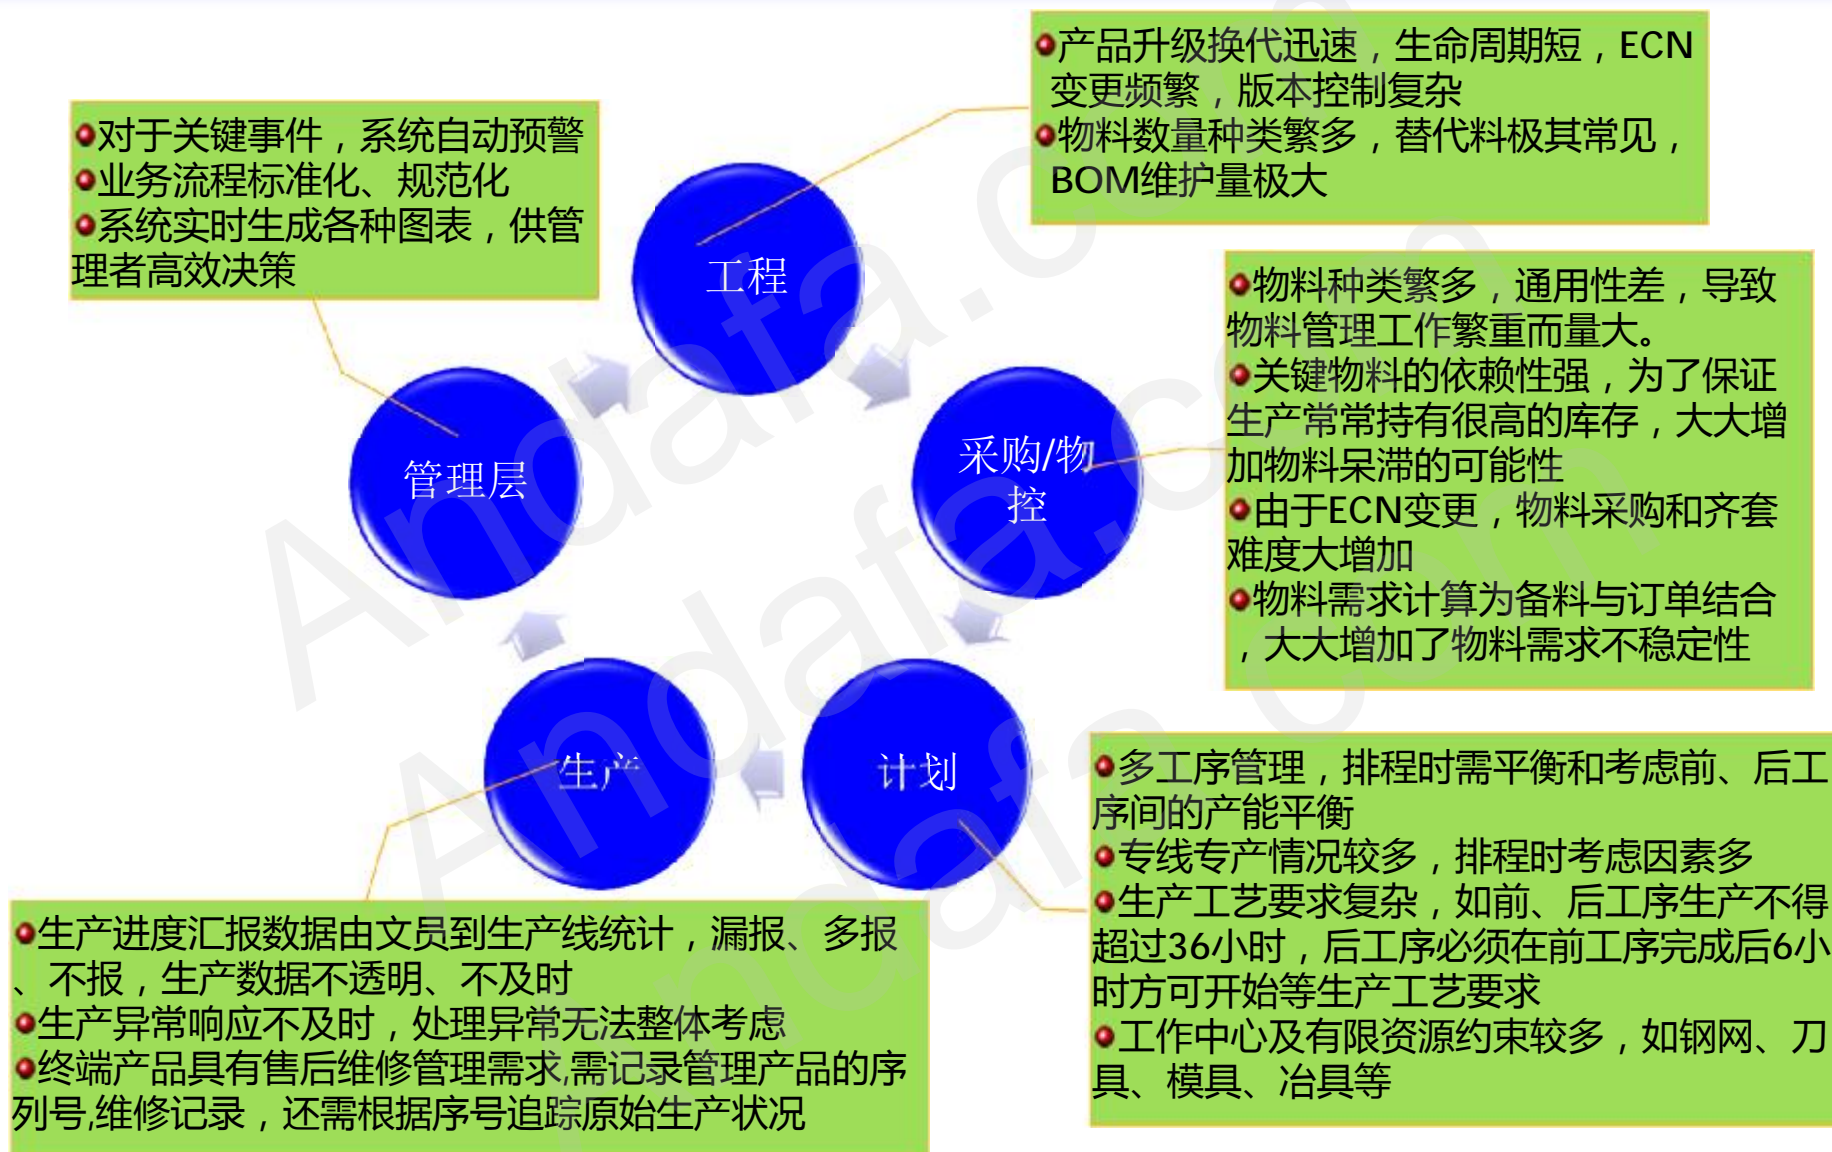 ●产品升级换代迅速，生命周期短，ECN
变更频繁，版本控制复杂
●物料数量种类繁多，替代料极其常见，
BOM维护量极大
●对于关键事件，系统自动预警
●业务流程标准化、规范化
●系统实时生成各种图表，供管
理者高效决策
工程
●物料种类繁多，通用性差，导致
物料管理工作繁重而量大。
●关键物料的依赖性强，为了保证
生产常常持有很高的库存，大大增
加物料呆滞的可能性
●由于ECN变更，物料采购和齐套
难度大增加
●物料需求计算为备料与订单结合
，大大增加了物料需求不稳定性
管理层
采购/物
控
生产
计划
●多工序管理，排程时需平衡和考虑前、后工
序间的产能平衡
●专线专产情况较多，排程时考虑因素多
●生产工艺要求复杂，如前、后工序生产不得
超过36小时，后工序必须在前工序完成后6小
时方可开始等生产工艺要求
●工作中心及有限资源约束较多，如钢网、刀
具、模具、冶具等
●生产进度汇报数据由文员到生产线统计，漏报、多报
、不报，生产数据不透明、不及时
●生产异常响应不及时，处理异常无法整体考虑
●终端产品具有售后维修管理需求,需记录管理产品的序
列号,维修记录，还需根据序号追踪原始生产状况
Andafa.com
Andafa.com
Andafa.com